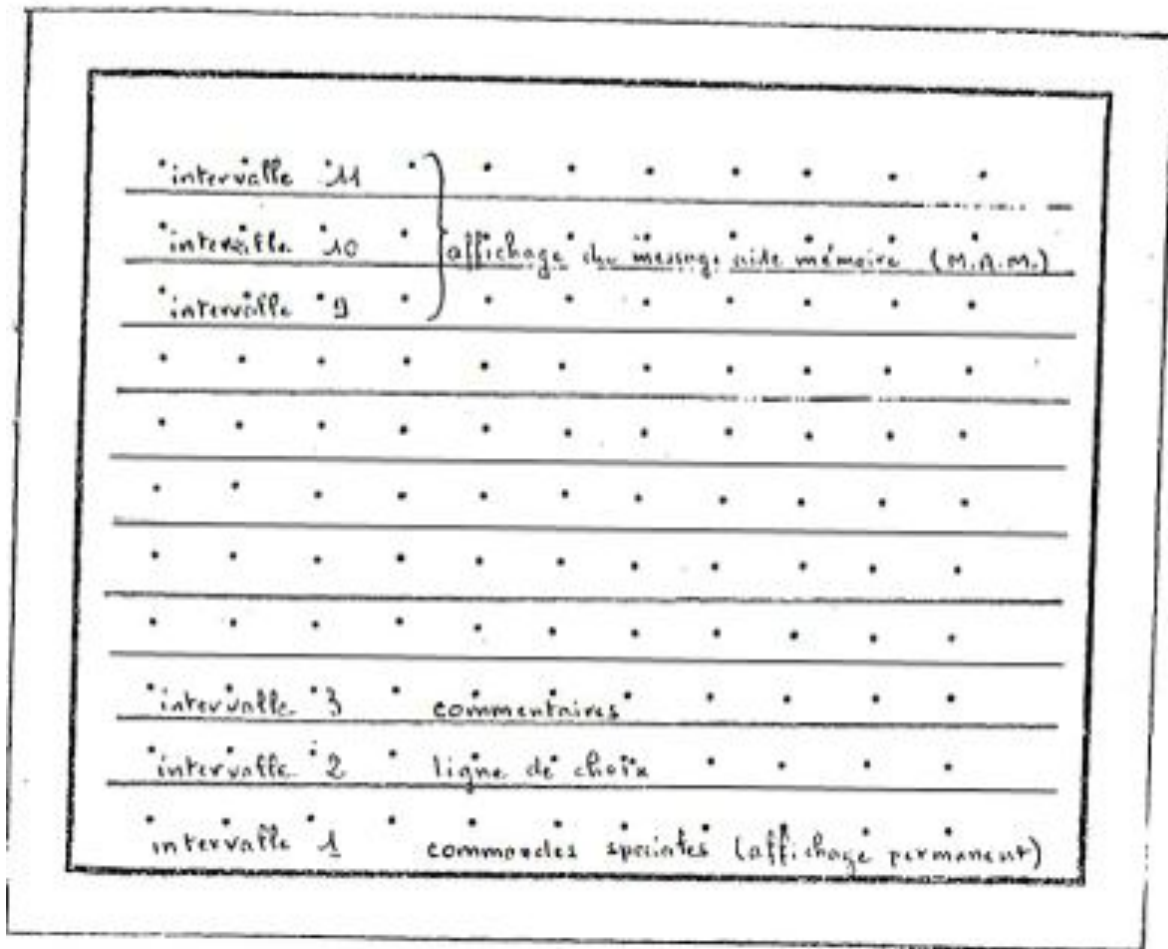 intervalle 11
intervalle 10 affichage du message aide mémoire (M.A.M.)
intervalle 9
intervalle 3 commentaires
intervalle 2 ligne de choix
intervalle 1 commandes spéciales (affichage permanent)